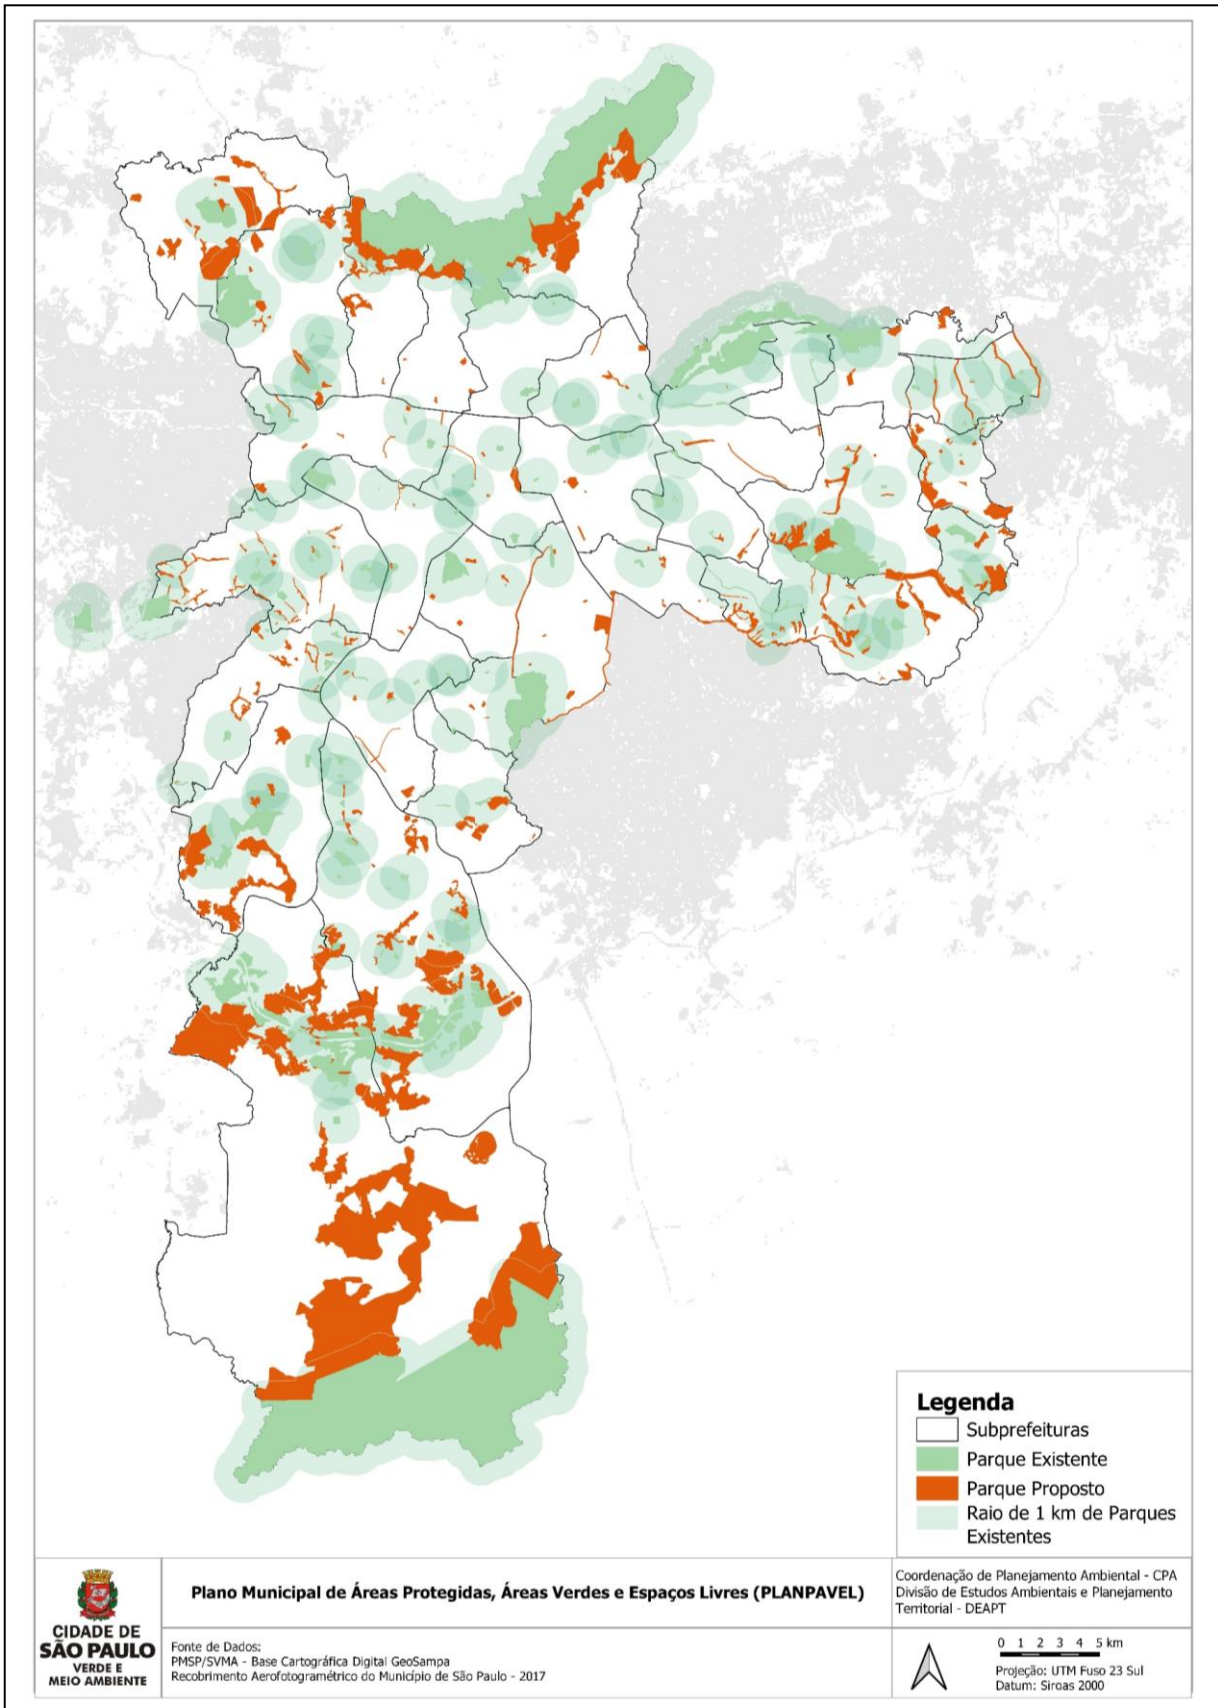 Legenda
Subprefeituras
Parque Existente
Parque Proposto
Raio de 1 km de Parques
Existentes
CIDADE DE
SÃO PAULO
VERDE E
MEIO AMBIENTE
Plano Municipal de Áreas Protegidas, Áreas Verdes e Espaços Livres (PLANPAVEL)
Coordenação de Planejamento Ambiental - CPA
Divisão de Estudos Ambientais e Planejamento
Territorial - DEAPT
Fonte de Dados:
PMSP/SVMA - Base Cartográfica Digital GeoSampa
Recobrimento Aerofotogramétrico do Município de São Paulo - 2017
0 1 2 3 4 5 km
Projeção: UTM Fuso 23 Sul
Datum: Sirgas 2000